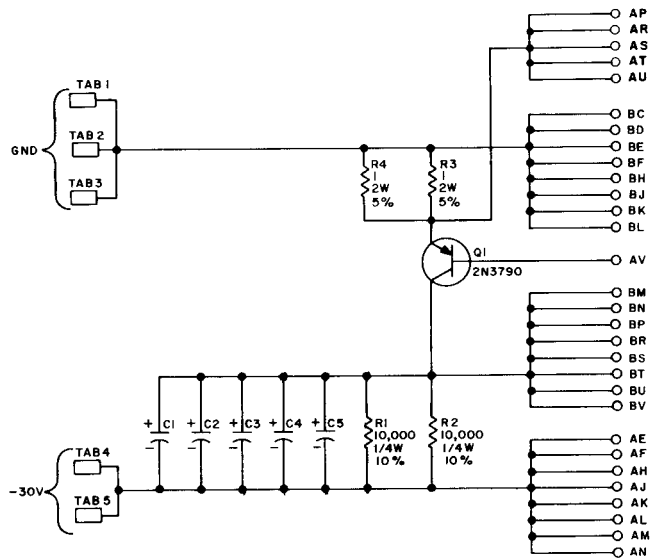 AP
AR
AS
AT
AU
TAB 1
TAB 2
TAB 3
GND
BC
BD
BE
BF
BH
BJ
BK
BL
R4
1
2W
5%
R3
1
2W
5%
Q1
2N3790
AV
BM
BN
BP
BR
BS
BT
BU
BV
+ C1 -
+ C2 -
+ C3 -
+ C4 -
+ C5 -
R1
10,000
1/4W
10%
R2
10,000
1/4W
10%
TAB 4
-30V
TAB 5
AE
AF
AH
AJ
AK
AL
AM
AN